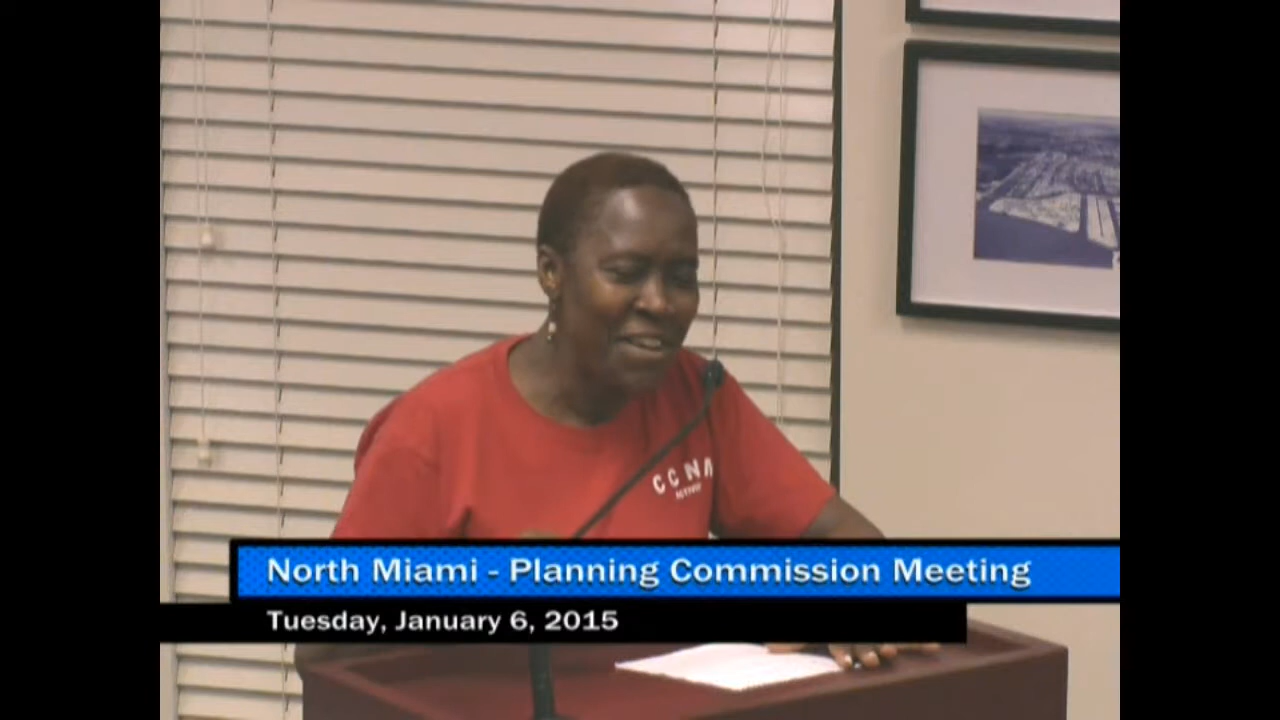 CCNA
North Miami - Planning Commission Meeting
Tuesday, January 6, 2015